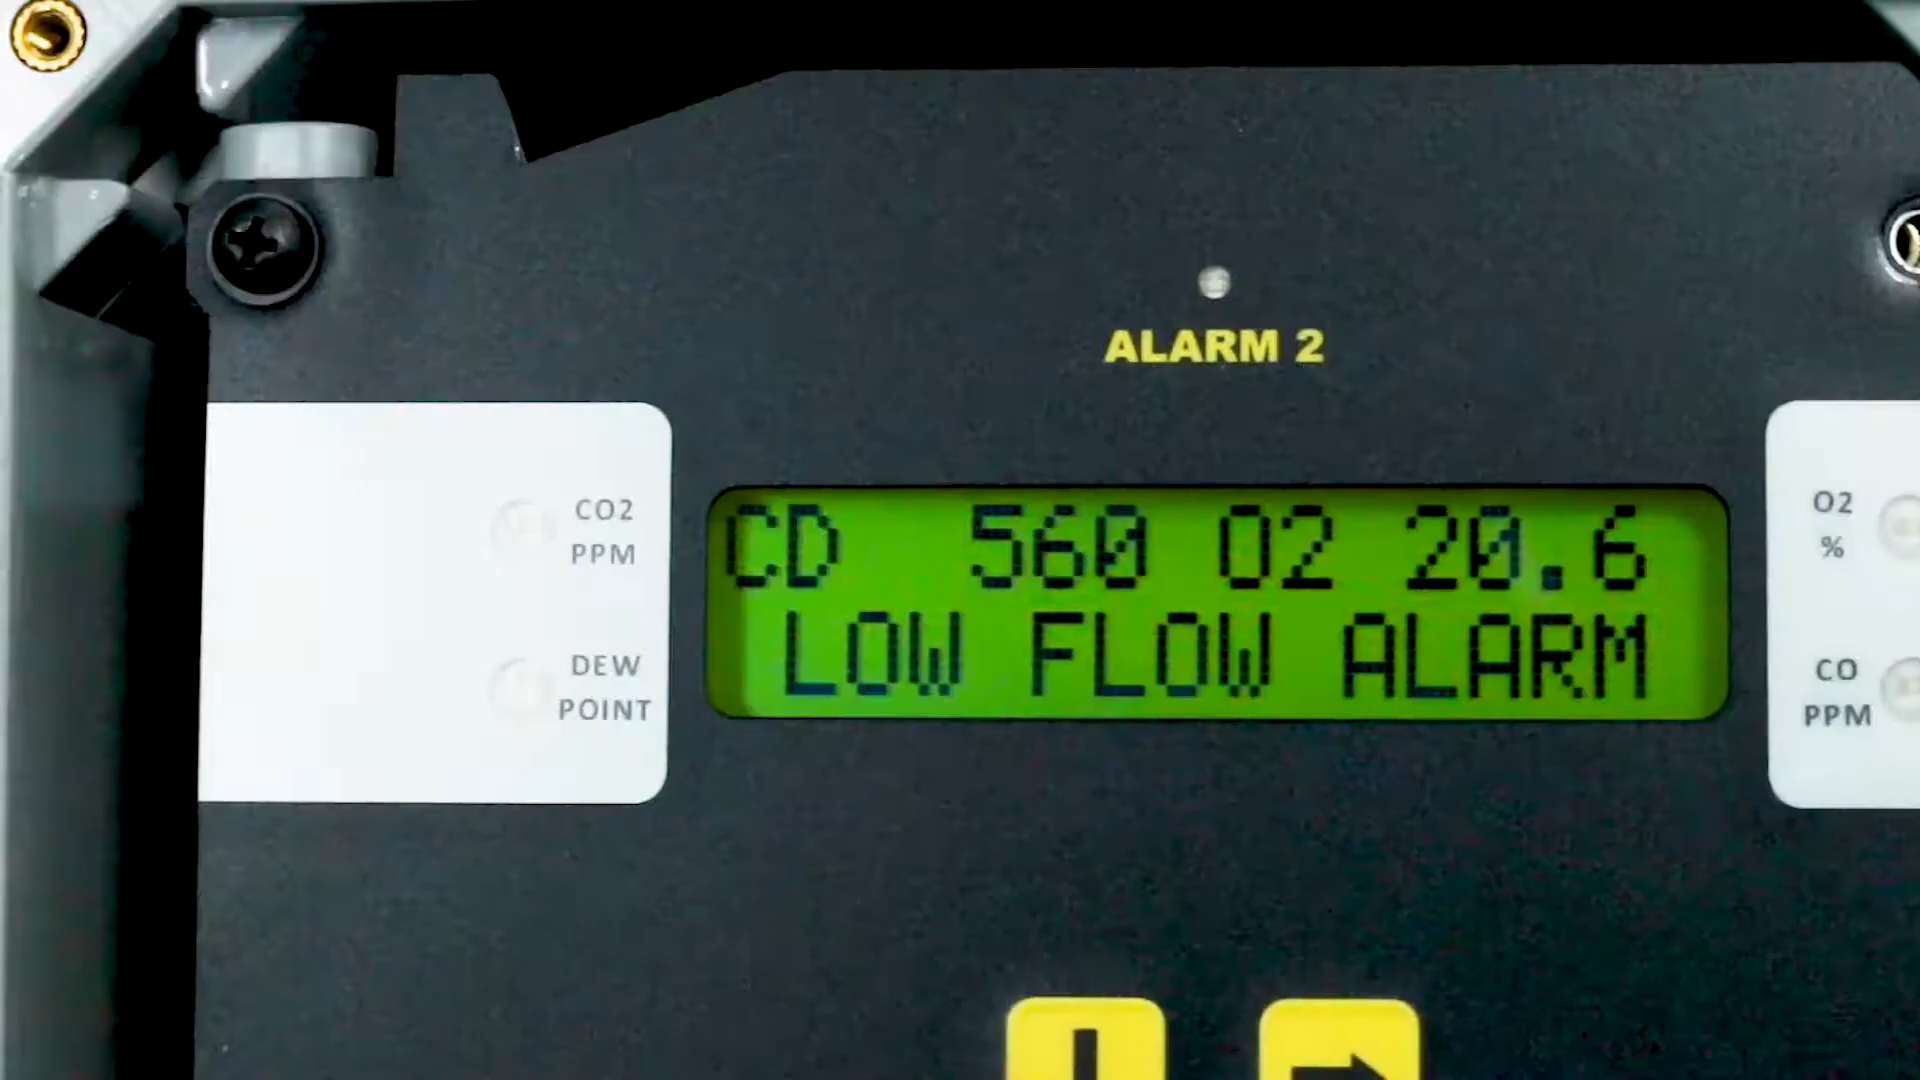 ALARM 2
CO2
PPM
DEW
POINT
CD 560 O2 20.6
LOW FLOW ALARM
O2
%
CO
PPM